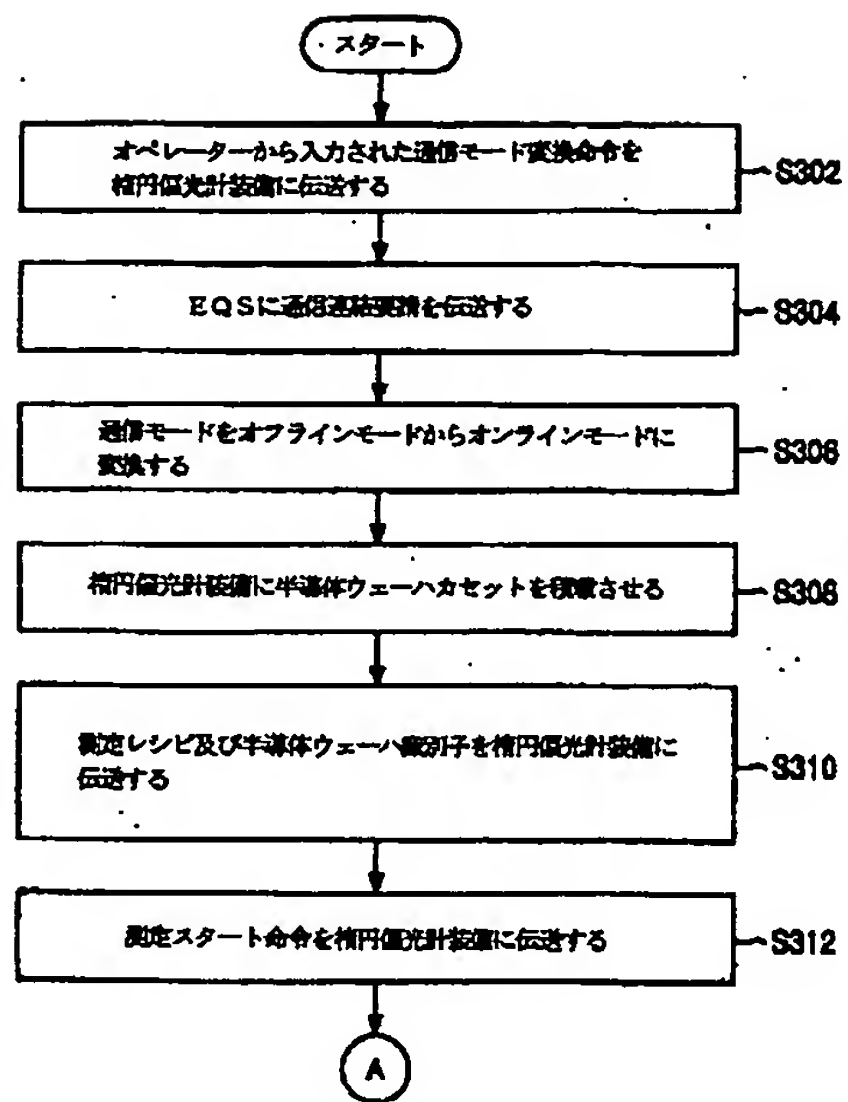 スタート
オペレーターから入力された通信モード変換命令を
楕円偏光計装備に伝送する
S302
EQSに通信連結要請を伝送する
S304
通信モードをオフラインモードからオンラインモードに
変換する
S306
楕円偏光計装備に半導体ウェーハカセットを積載させる
S308
測定レシピ及び半導体ウェーハ識別子を楕円偏光計装備に
伝送する
S310
測定スタート命令を楕円偏光計装備に伝送する
S312
A